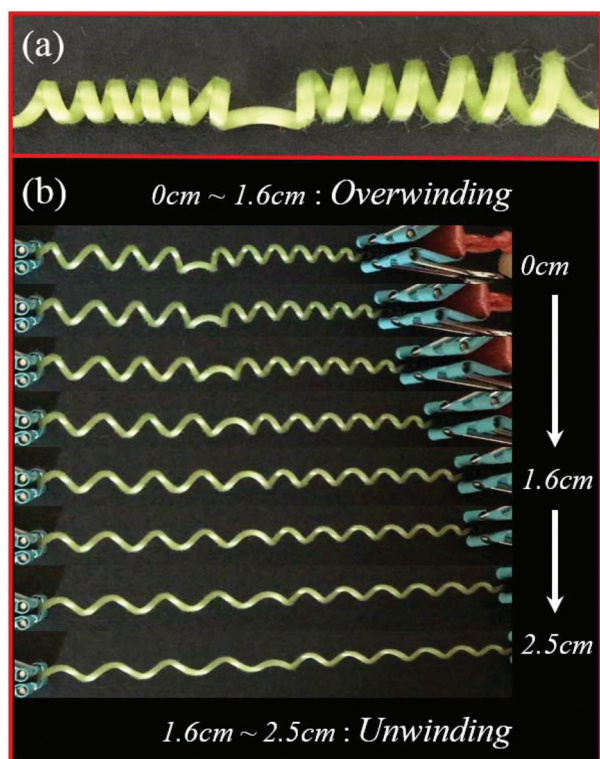 (a)
(b)
0cm ~ 1.6cm : Overwinding
0cm
1.6cm
2.5cm
1.6cm ~ 2.5cm : Unwinding